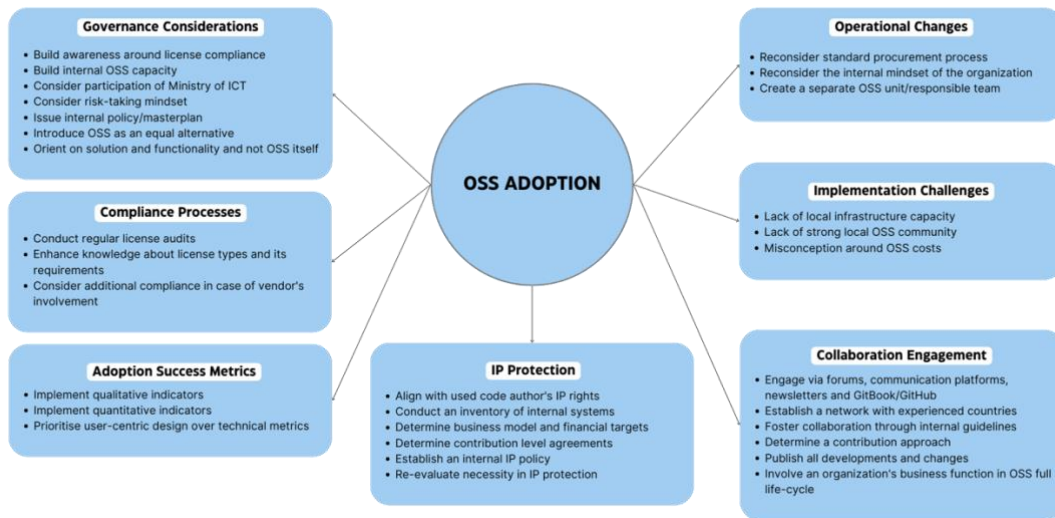 Governance Considerations
• Build awareness around license compliance
• Build internal OSS capacity
• Consider participation of Ministry of ICT
• Consider risk-taking mindset
• Issue internal policy/masterplan
• Introduce OSS as an equal alternative
• Orient on solution and functionality and not OSS itself
Compliance Processes
• Conduct regular license audits
• Enhance knowledge about license types and its
requirements
• Consider additional compliance in case of vendor's
involvement
Adoption Success Metrics
• Implement qualitative indicators
• Implement quantitative indicators
• Prioritise user-centric design over technical metrics
OSS ADOPTION
IP Protection
• Align with used code author's IP rights
• Conduct an inventory of internal systems
• Determine business model and financial targets
• Determine contribution level agreements
• Establish an internal IP policy
• Re-evaluate necessity in IP protection
Operational Changes
• Reconsider standard procurement process
• Reconsider the internal mindset of the organization
• Create a separate OSS unit/responsible team
Implementation Challenges
• Lack of local infrastructure capacity
• Lack of strong local OSS community
• Misconception around OSS costs
Collaboration Engagement
• Engage via forums, communication platforms,
newsletters and GitBook/GitHub
• Establish a network with experienced countries
• Foster collaboration through internal guidelines
• Determine a contribution approach
• Publish all developments and changes
• Involve an organization's business function in OSS full
life-cycle